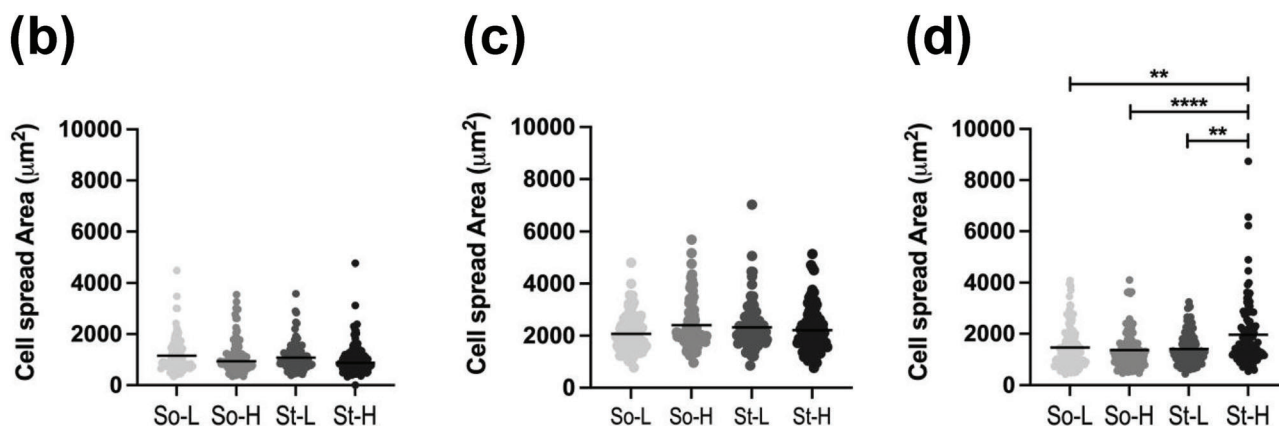 (b)
Cell spread Area (µm²)
10000
8000
6000
4000
2000
0
So-L So-H St-L St-H
(c)
Cell spread Area (µm²)
10000
8000
6000
4000
2000
0
So-L So-H St-L St-H
(d)
**
****
**
Cell spread Area (µm²)
10000
8000
6000
4000
2000
0
So-L So-H St-L St-H